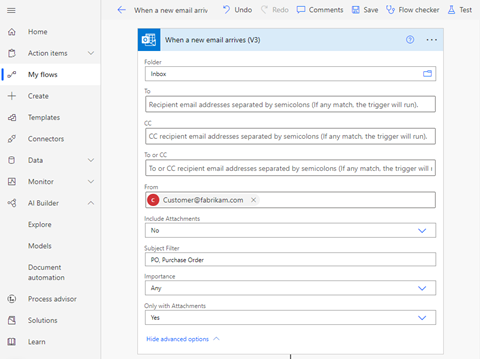 When a new email arriv
Undo
Redo
Comments
Save
Flow checker
Test
Home
Action items
My flows
Create
Templates
Connectors
Data
Monitor
AI Builder
Explore
Models
Document
automation
Process advisor
Solutions
Learn
When a new email arrives (V3)
Folder
Inbox
To
Recipient email addresses separated by semicolons (If any match, the trigger will run).
CC
CC recipient email addresses separated by semicolons (If any match, the trigger will run).
To or CC
To or CC recipient email addresses separated by semicolons (If any match, the trigger will r
From
C Customer@fabrikam.com
Include Attachments
No
Subject Filter
PO, Purchase Order
Importance
Any
Only with Attachments
Yes
Hide advanced options